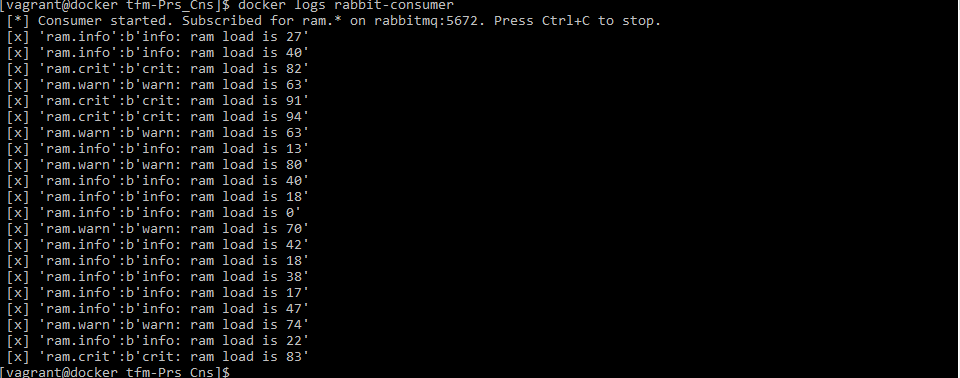 [vagrant@docker tfm-Prs_Cns]$ docker logs rabbit-consumer
[*] Consumer started. Subscribed for ram.* on rabbitmq:5672. Press Ctrl+C to stop.
[x] 'ram.info':b'info: ram load is 27'
[x] 'ram.info':b'info: ram load is 40'
[x] 'ram.crit':b'crit: ram load is 82'
[x] 'ram.warn':b'warn: ram load is 63'
[x] 'ram.crit':b'crit: ram load is 91'
[x] 'ram.crit':b'crit: ram load is 94'
[x] 'ram.warn':b'warn: ram load is 63'
[x] 'ram.info':b'info: ram load is 13'
[x] 'ram.warn':b'warn: ram load is 80'
[x] 'ram.info':b'info: ram load is 40'
[x] 'ram.info':b'info: ram load is 18'
[x] 'ram.info':b'info: ram load is 0'
[x] 'ram.warn':b'warn: ram load is 70'
[x] 'ram.info':b'info: ram load is 42'
[x] 'ram.info':b'info: ram load is 18'
[x] 'ram.info':b'info: ram load is 38'
[x] 'ram.info':b'info: ram load is 17'
[x] 'ram.info':b'info: ram load is 47'
[x] 'ram.warn':b'warn: ram load is 74'
[x] 'ram.info':b'info: ram load is 22'
[x] 'ram.crit':b'crit: ram load is 83'
[vagrant@docker tfm-Prs_Cns]$